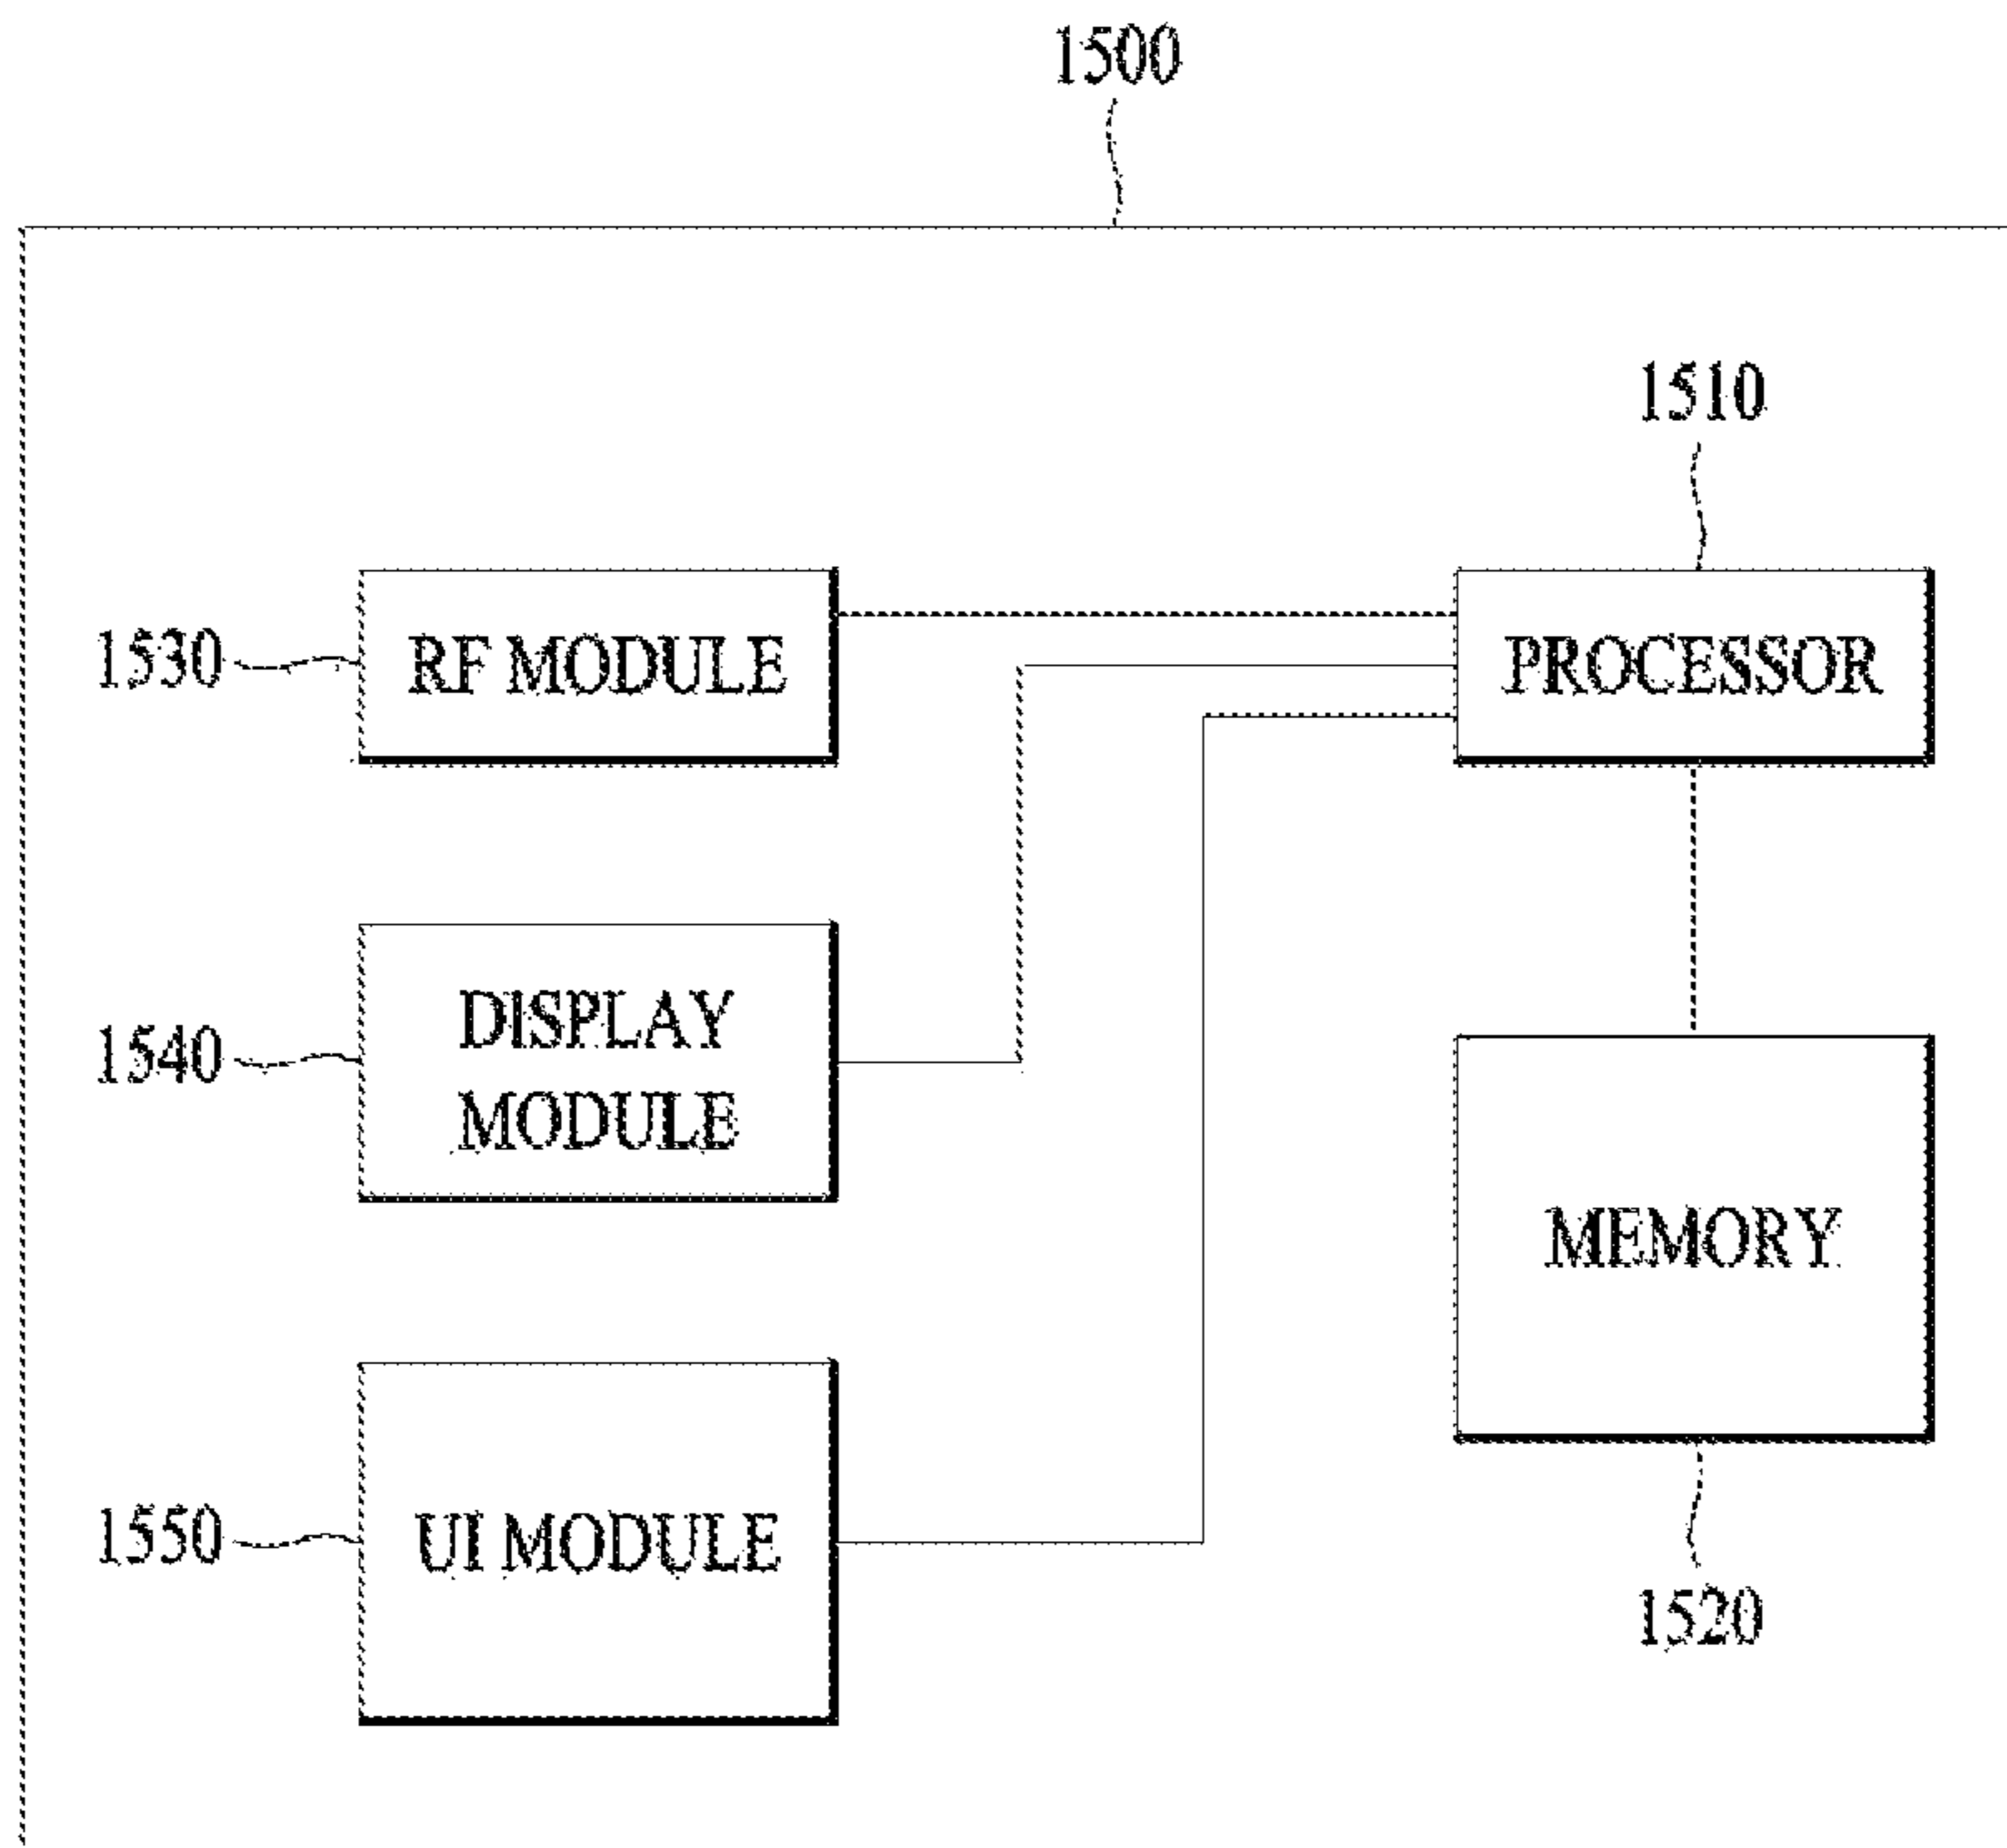 1500
1510
1530
RF MODULE
PROCESSOR
1540
DISPLAY
MODULE
MEMORY
1550
UI MODULE
1520